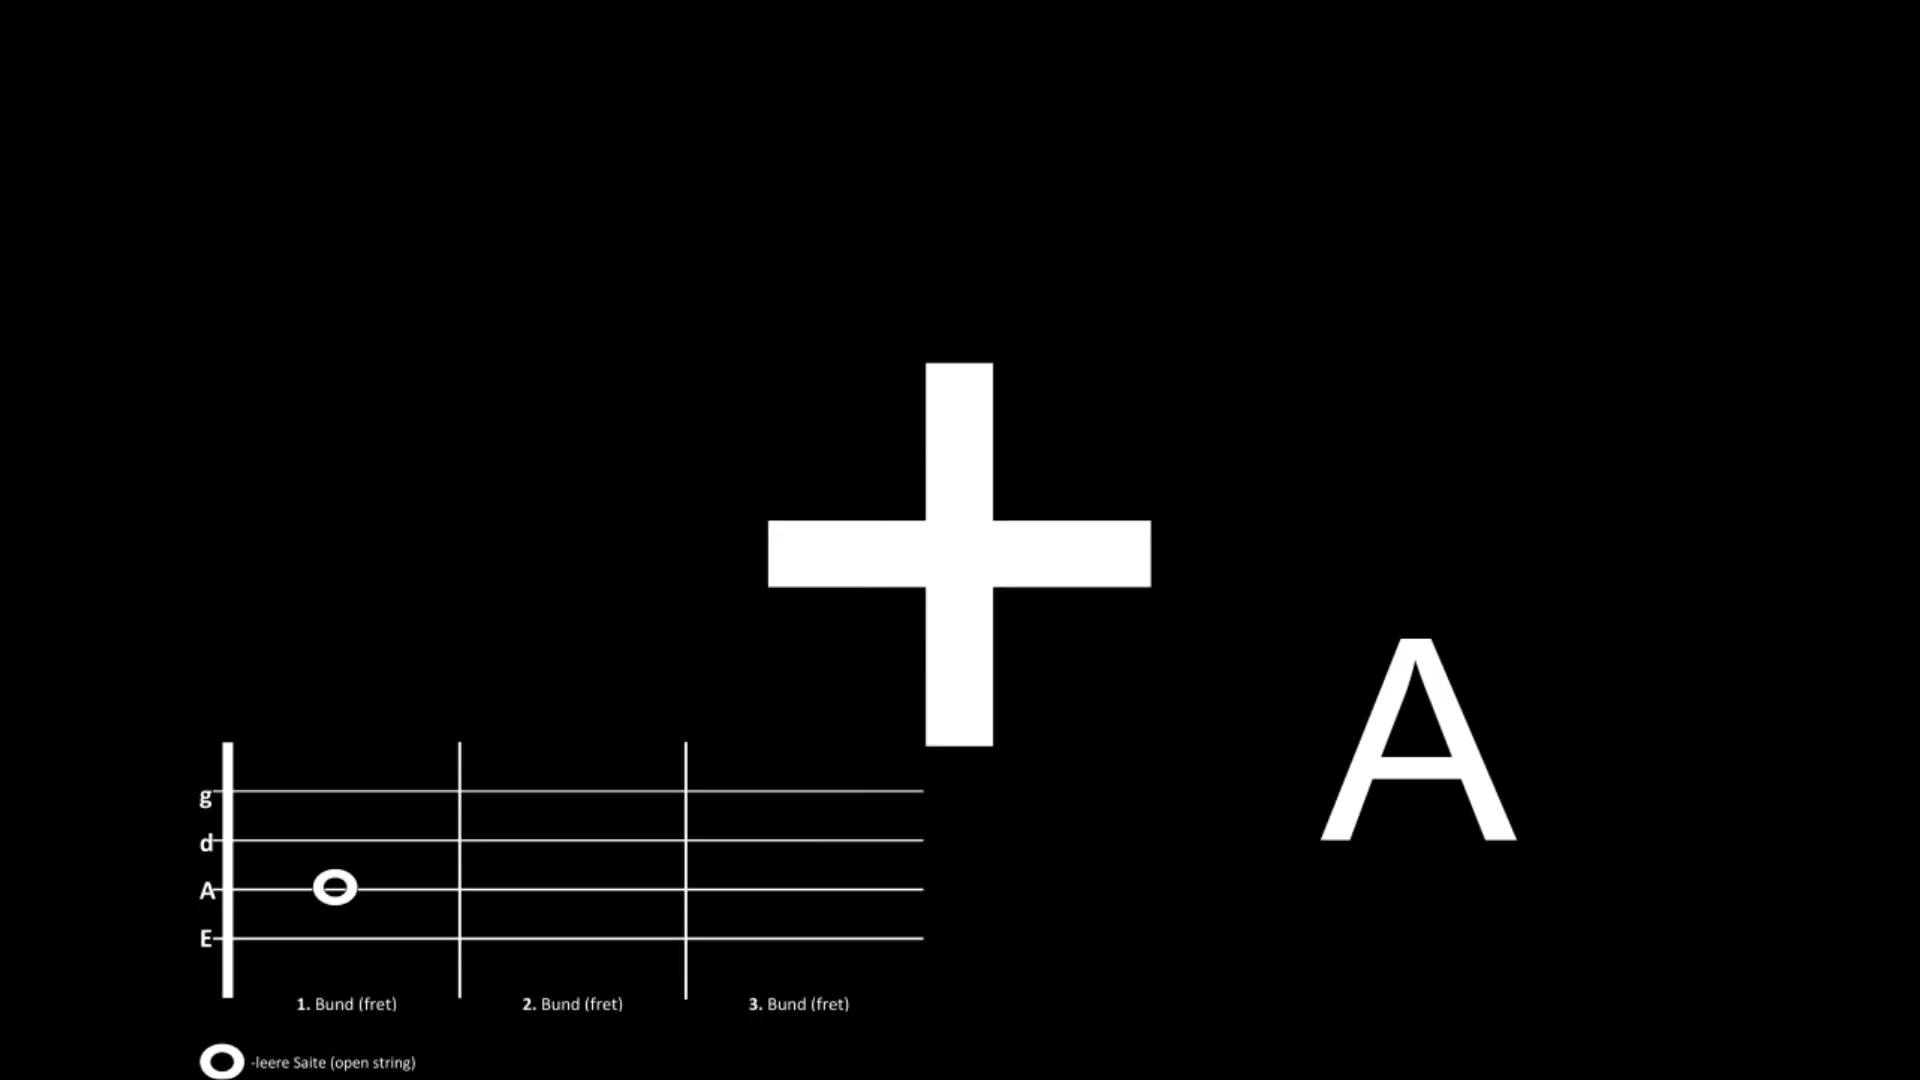 A
g
d
A
E
1. Bund (fret) 2. Bund (fret) 3. Bund (fret)
-leere Saite (open string)